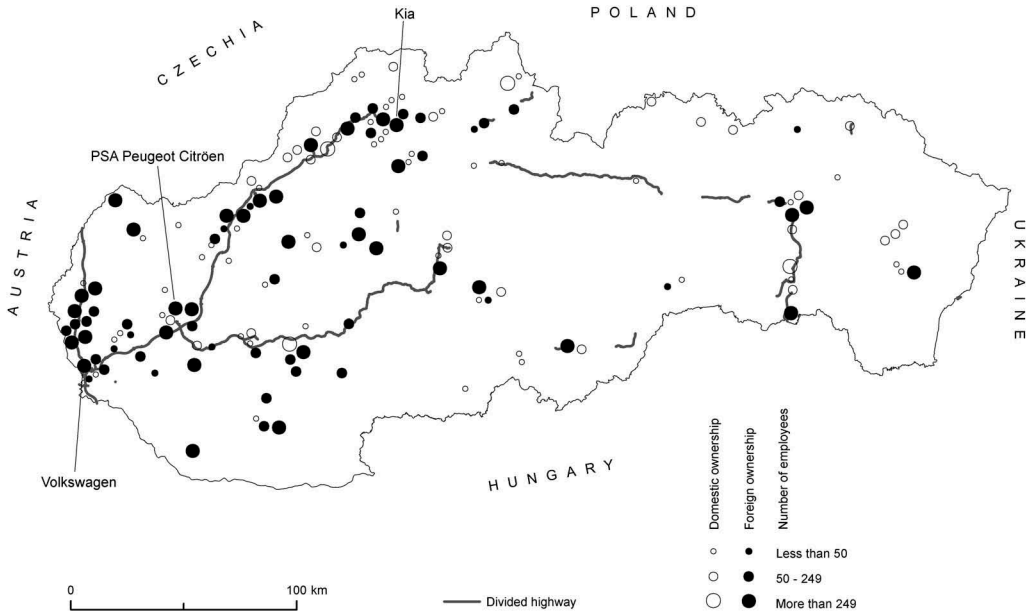 Kia
POLAND
CZECHIA
PSA Peugeot Citröen
AUSTRIA
UKRAINE
Volkswagen
HUNGARY
Domestic ownership
Foreign ownership
Number of employees
Less than 50
50 - 249
More than 249
0 100 km
Divided highway